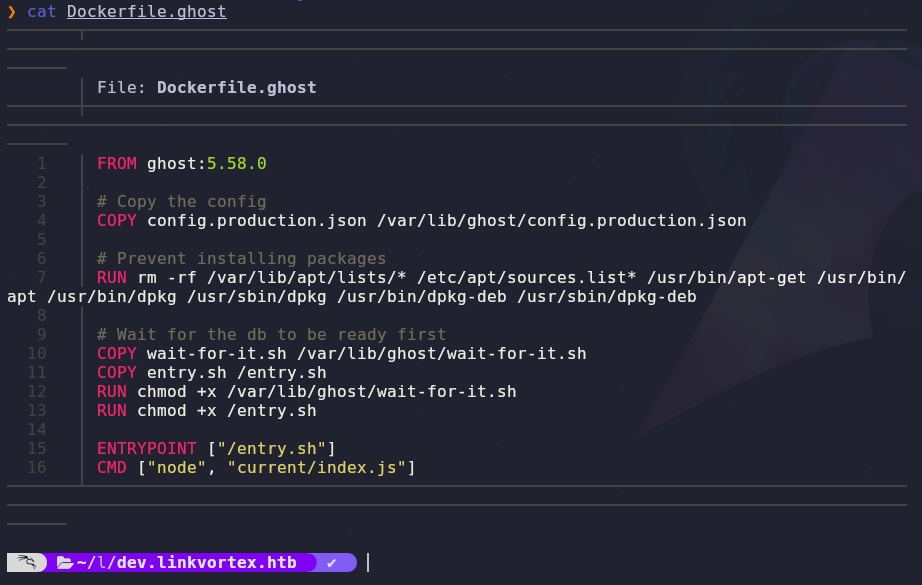 ❯ cat Dockerfile.ghost
File: Dockerfile.ghost
1 FROM ghost:5.58.0
2
3 # Copy the config
4 COPY config.production.json /var/lib/ghost/config.production.json
5
6 # Prevent installing packages
7 RUN rm -rf /var/lib/apt/lists/* /etc/apt/sources.list* /usr/bin/apt-get /usr/bin/
apt /usr/bin/dpkg /usr/sbin/dpkg /usr/bin/dpkg-deb /usr/sbin/dpkg-deb
8
9 # Wait for the db to be ready first
10 COPY wait-for-it.sh /var/lib/ghost/wait-for-it.sh
11 COPY entry.sh /entry.sh
12 RUN chmod +x /var/lib/ghost/wait-for-it.sh
13 RUN chmod +x /entry.sh
14
15 ENTRYPOINT ["/entry.sh"]
16 CMD ["node", "current/index.js"]
~/l/dev.linkvortex.htb ✔